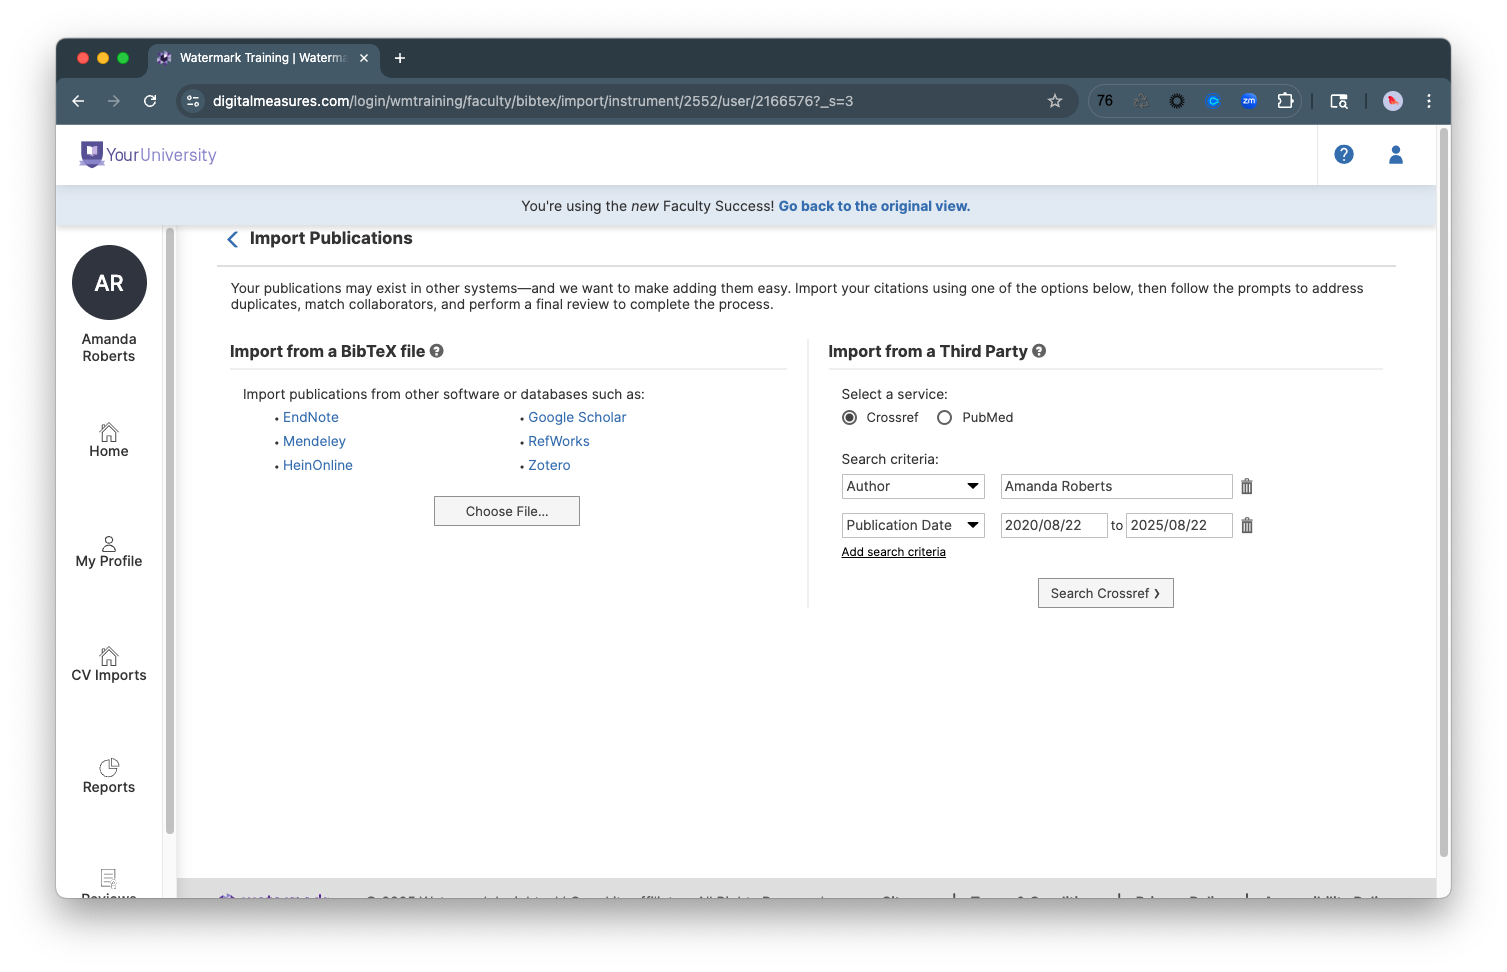 Watermark Training | Waterma
digitalmeasures.com/login/wmtraining/faculty/bibtex/import/instrument/2552/user/2166576?_s=3
76
zm
YourUniversity
?
You're using the new Faculty Success! Go back to the original view.
AR
Amanda
Roberts
Home
My Profile
CV Imports
Reports
Reviews
Import Publications
Your publications may exist in other systems—and we want to make adding them easy. Import your citations using one of the options below, then follow the prompts to address
duplicates, match collaborators, and perform a final review to complete the process.
Import from a BibTeX file ?
Import publications from other software or databases such as:
• EndNote
• Mendeley
• HeinOnline
• Google Scholar
• RefWorks
• Zotero
Choose File...
Import from a Third Party ?
Select a service:
Crossref PubMed
Search criteria:
Author Amanda Roberts
Publication Date 2020/08/22 to 2025/08/22
Add search criteria
Search Crossref ›